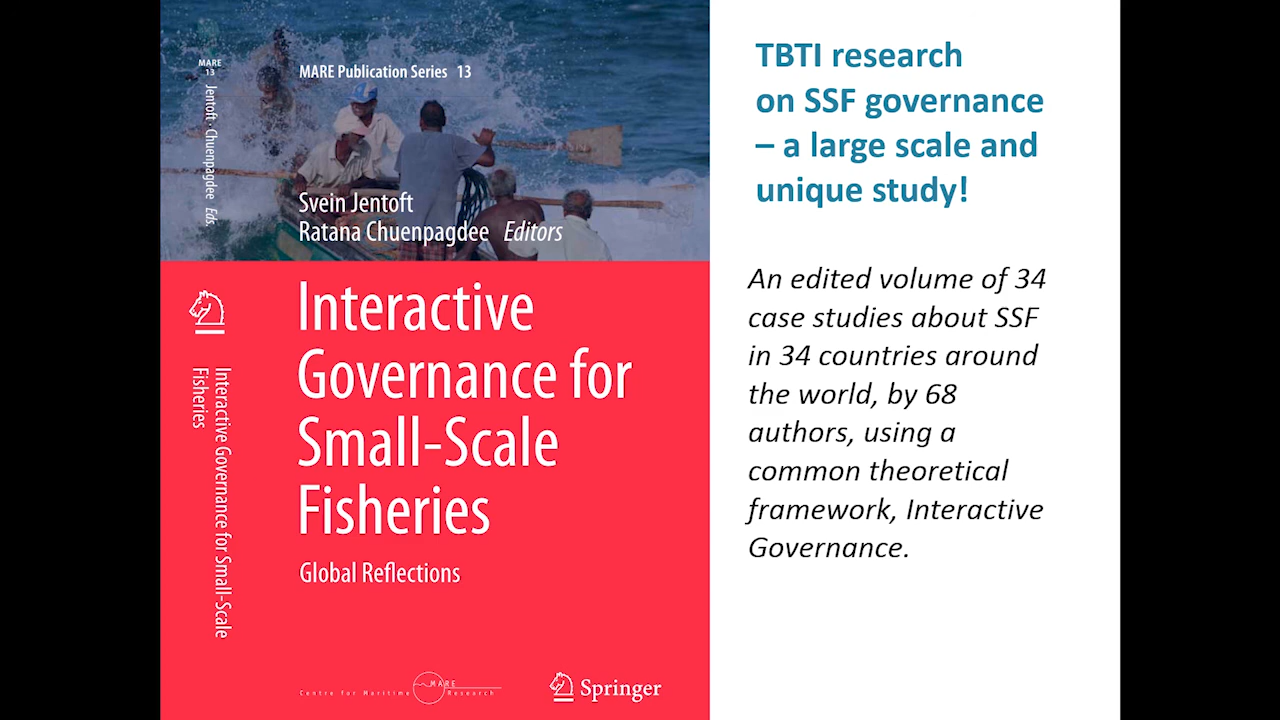 MARE
13
Jentoft · Chuenpagdee Eds.
Interactive Governance for Small-Scale
Fisheries
MARE Publication Series 13
Svein Jentoft
Ratana Chuenpagdee Editors
Interactive
Governance for
Small-Scale
Fisheries
Global Reflections
Centre for Maritime MARE Research
Springer
TBTI research
on SSF governance
– a large scale and
unique study!
An edited volume of 34
case studies about SSF
in 34 countries around
the world, by 68
authors, using a
common theoretical
framework, Interactive
Governance.